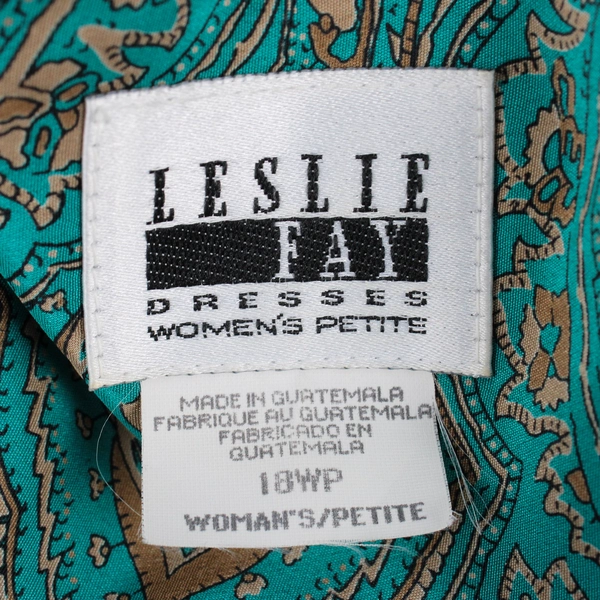 LESLIE
FAY
DRESSES
WOMEN'S PETITE
MADE IN GUATEMALA
FABRIQUE AU GUATEMALA
FABRICADO EN
GUATEMALA
18WP
WOMAN'S/PETITE